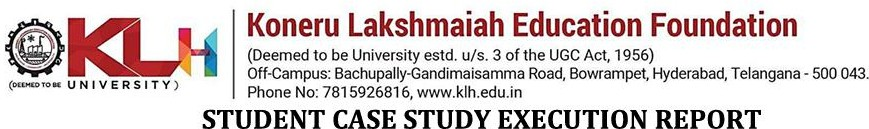 Koneru Lakshmaiah Education Foundation
(Deemed to be University estd. u/s. 3 of the UGC Act, 1956)
Off-Campus: Bachupally-Gandimaisamma Road, Bowrampet, Hyderabad, Telangana - 500 043.
Phone No: 7815926816, www.klh.edu.in
KLH
(DEEMED TO BE UNIVERSITY)
STUDENT CASE STUDY EXECUTION REPORT